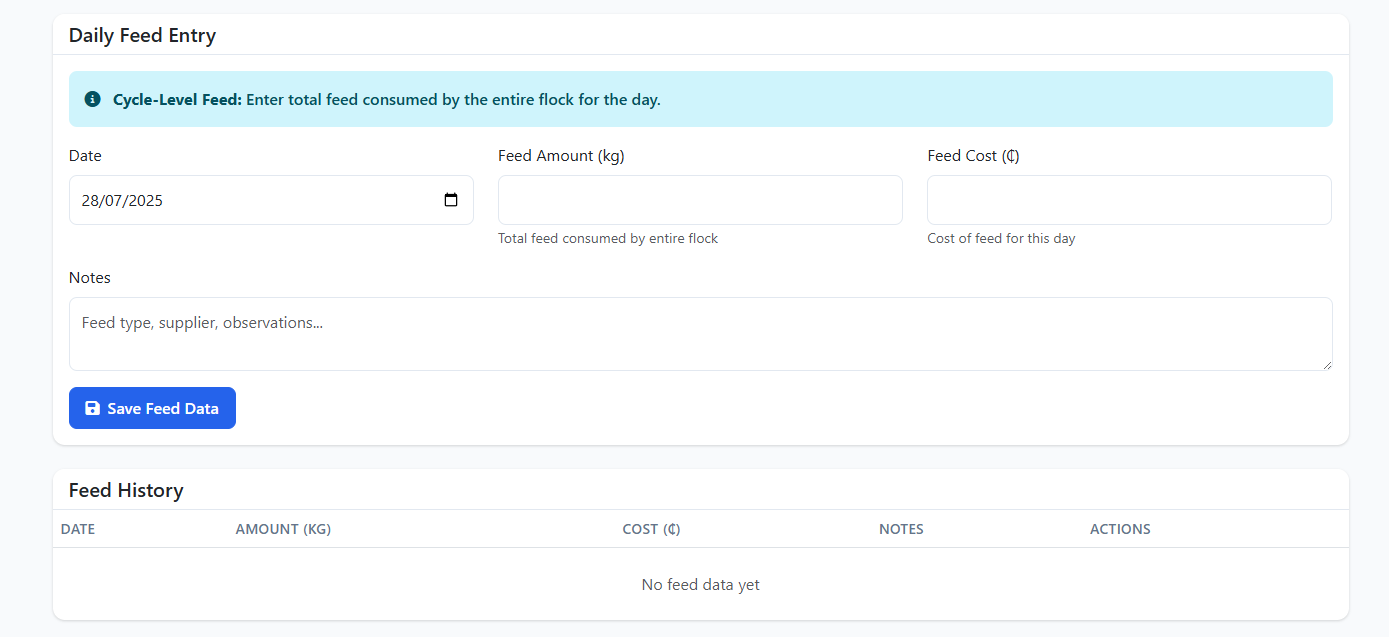 Daily Feed Entry
Cycle-Level Feed: Enter total feed consumed by the entire flock for the day.
Date Feed Amount (kg) Feed Cost (₵)
28/07/2025
Total feed consumed by entire flock Cost of feed for this day
Notes
Feed type, supplier, observations...
Save Feed Data
Feed History
DATE AMOUNT (KG) COST (₵) NOTES ACTIONS
No feed data yet